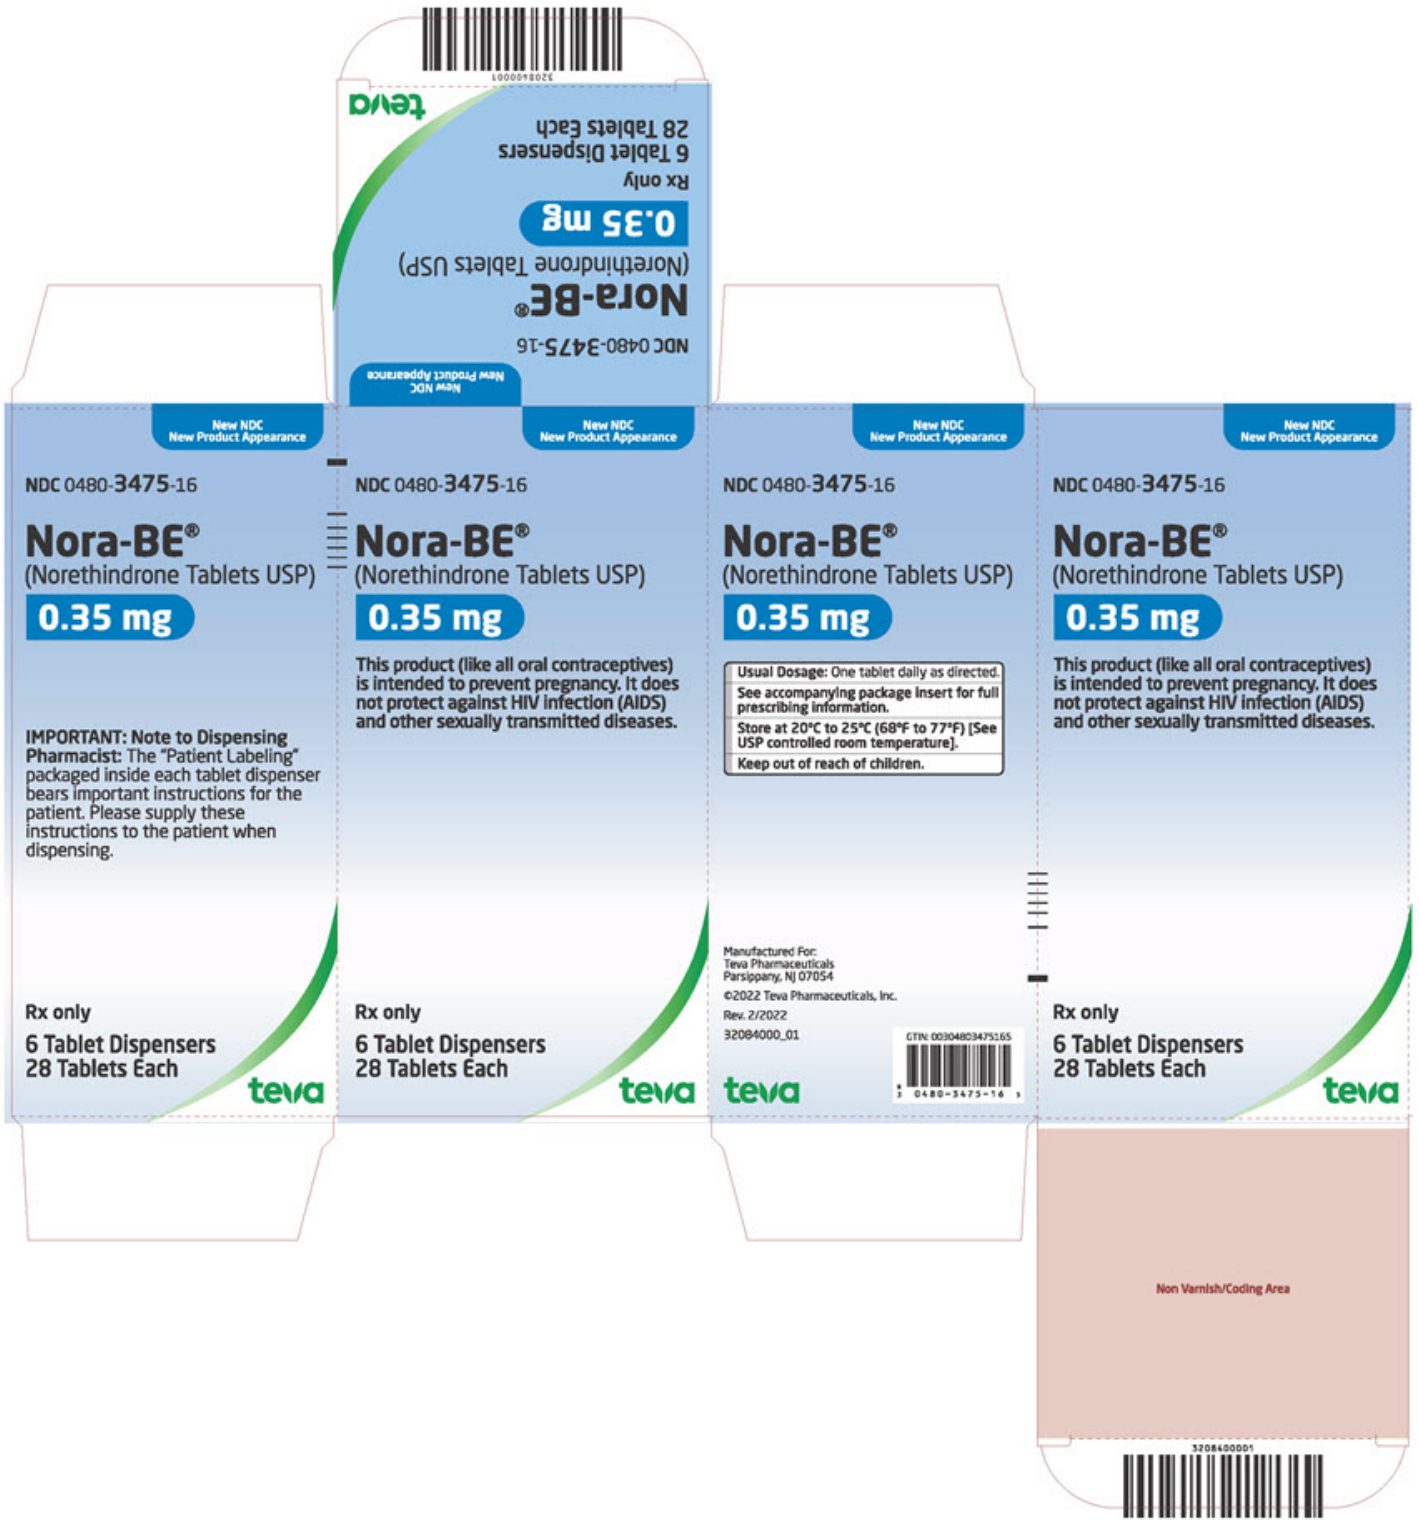 3208400001
teva
New NDC
New Product Appearance
NDC 0480-3475-16
Nora-BE®
(Norethindrone Tablets USP)
0.35 mg
Rx only
6 Tablet Dispensers
28 Tablets Each
New NDC
New Product Appearance
NDC 0480-3475-16
Nora-BE®
(Norethindrone Tablets USP)
0.35 mg
IMPORTANT: Note to Dispensing
Pharmacist: The “Patient Labeling”
packaged inside each tablet dispenser
bears important instructions for the
patient. Please supply these
instructions to the patient when
dispensing.
Rx only
6 Tablet Dispensers
28 Tablets Each
teva
New NDC
New Product Appearance
NDC 0480-3475-16
Nora-BE®
(Norethindrone Tablets USP)
0.35 mg
This product (like all oral contraceptives)
is intended to prevent pregnancy. It does
not protect against HIV infection (AIDS)
and other sexually transmitted diseases.
Rx only
6 Tablet Dispensers
28 Tablets Each
teva
New NDC
New Product Appearance
NDC 0480-3475-16
Nora-BE®
(Norethindrone Tablets USP)
0.35 mg
Usual Dosage: One tablet daily as directed.
See accompanying package insert for full
prescribing information.
Store at 20°C to 25°C (68°F to 77°F) [See
USP controlled room temperature].
Keep out of reach of children.
Manufactured For:
Teva Pharmaceuticals
Parsippany, NJ 07054
©2022 Teva Pharmaceuticals, Inc.
Rev. 2/2022
32084000_01
teva
GTIN: 00304803475165
3 0480-3475-16 5
New NDC
New Product Appearance
NDC 0480-3475-16
Nora-BE®
(Norethindrone Tablets USP)
0.35 mg
This product (like all oral contraceptives)
is intended to prevent pregnancy. It does
not protect against HIV infection (AIDS)
and other sexually transmitted diseases.
Rx only
6 Tablet Dispensers
28 Tablets Each
teva
Non Varnish/Coding Area
3208400001